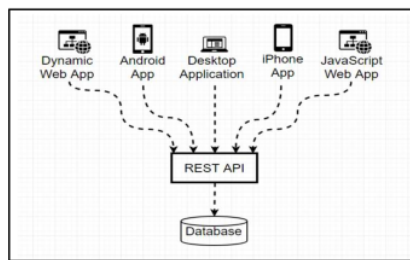 Dynamic
Web App
Android
App
Desktop
Application
iPhone
App
JavaScript
Web App
REST API
Database